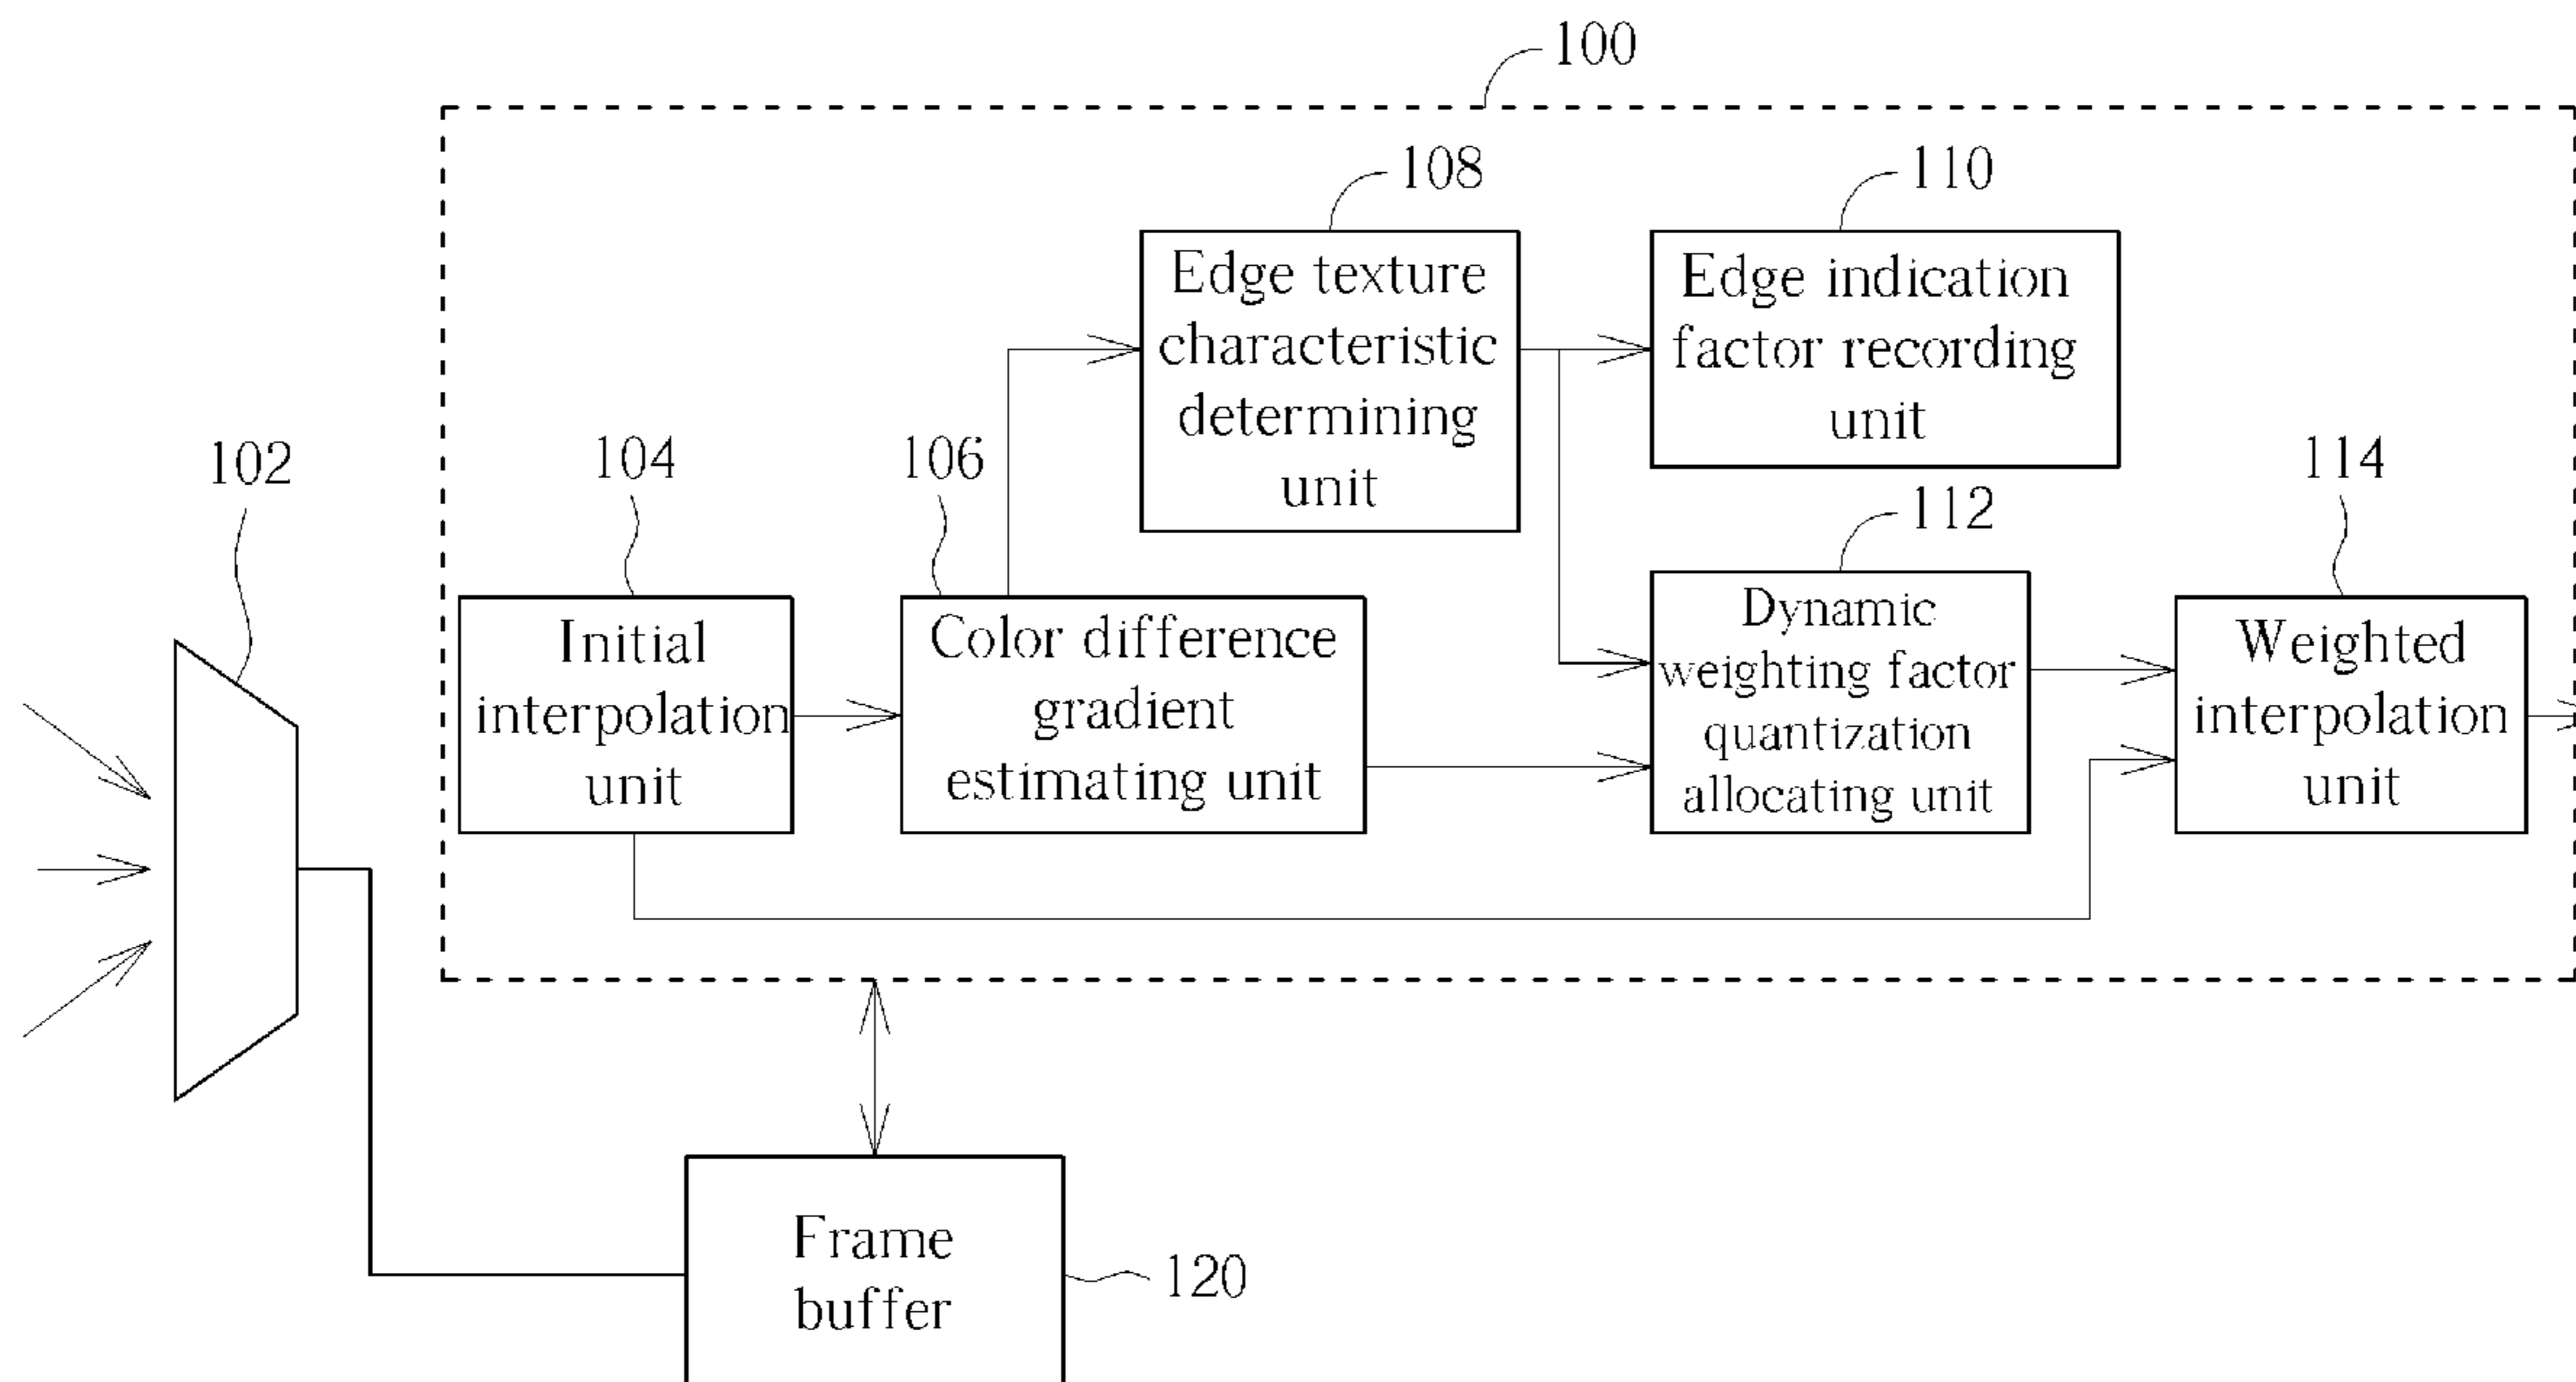 100
108
110
Edge texture
characteristic
determining
unit
Edge indication
factor recording
unit
102
104
106
112
114
Initial
interpolation
unit
Color difference
gradient
estimating unit
Dynamic
weighting factor
quantization
allocating unit
Weighted
interpolation
unit
Frame
buffer
120